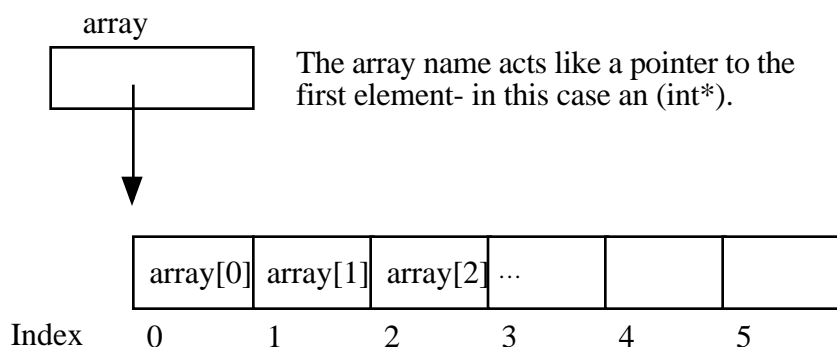 array
The array name acts like a pointer to the
first element- in this case an (int*).
array[0] array[1] array[2] ...
Index 0 1 2 3 4 5